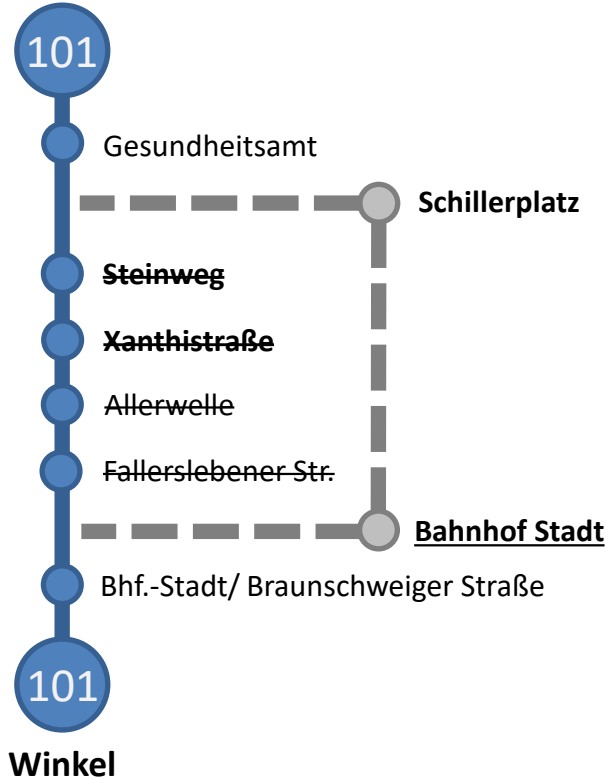 101
Gesundheitsamt
Schillerplatz
Steinweg
Xanthistraße
Allerwelle
Fallerslebener Str.
Bahnhof Stadt
Bhf.-Stadt/ Braunschweiger Straße
101
Winkel